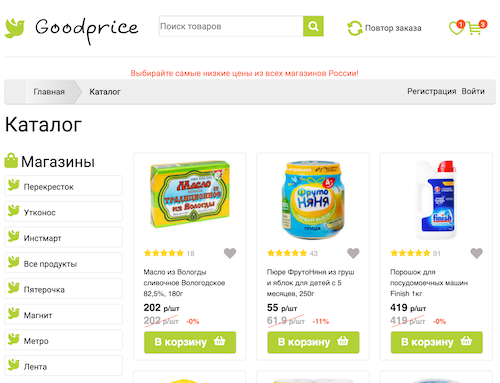 Goodprice
Поиск товаров
Повтор заказа
1
3
Выбирайте самые низкие цены из всех магазинов России!
Главная
Каталог
Регистрация Войти
Каталог
Магазины
Перекресток
Утконос
Инстмарт
Все продукты
Пятерочка
Магнит
Метро
Лента
Масло
ТРАДИЦИОННОЕ
из Вологды
18
Масло из Вологды
сливочное Вологодское
82,5%, 180г
202 р/шт
202 р/шт -0%
В корзину
фруто
няня
ГРУША
43
Пюре ФрутоНяня из груш
и яблок для детей с 5
месяцев, 250г
55 р/шт
61.9 р/шт -11%
В корзину
finish
91
Порошок для
посудомоечных машин
Finish 1кг
419 р/шт
419 р/шт -0%
В корзину